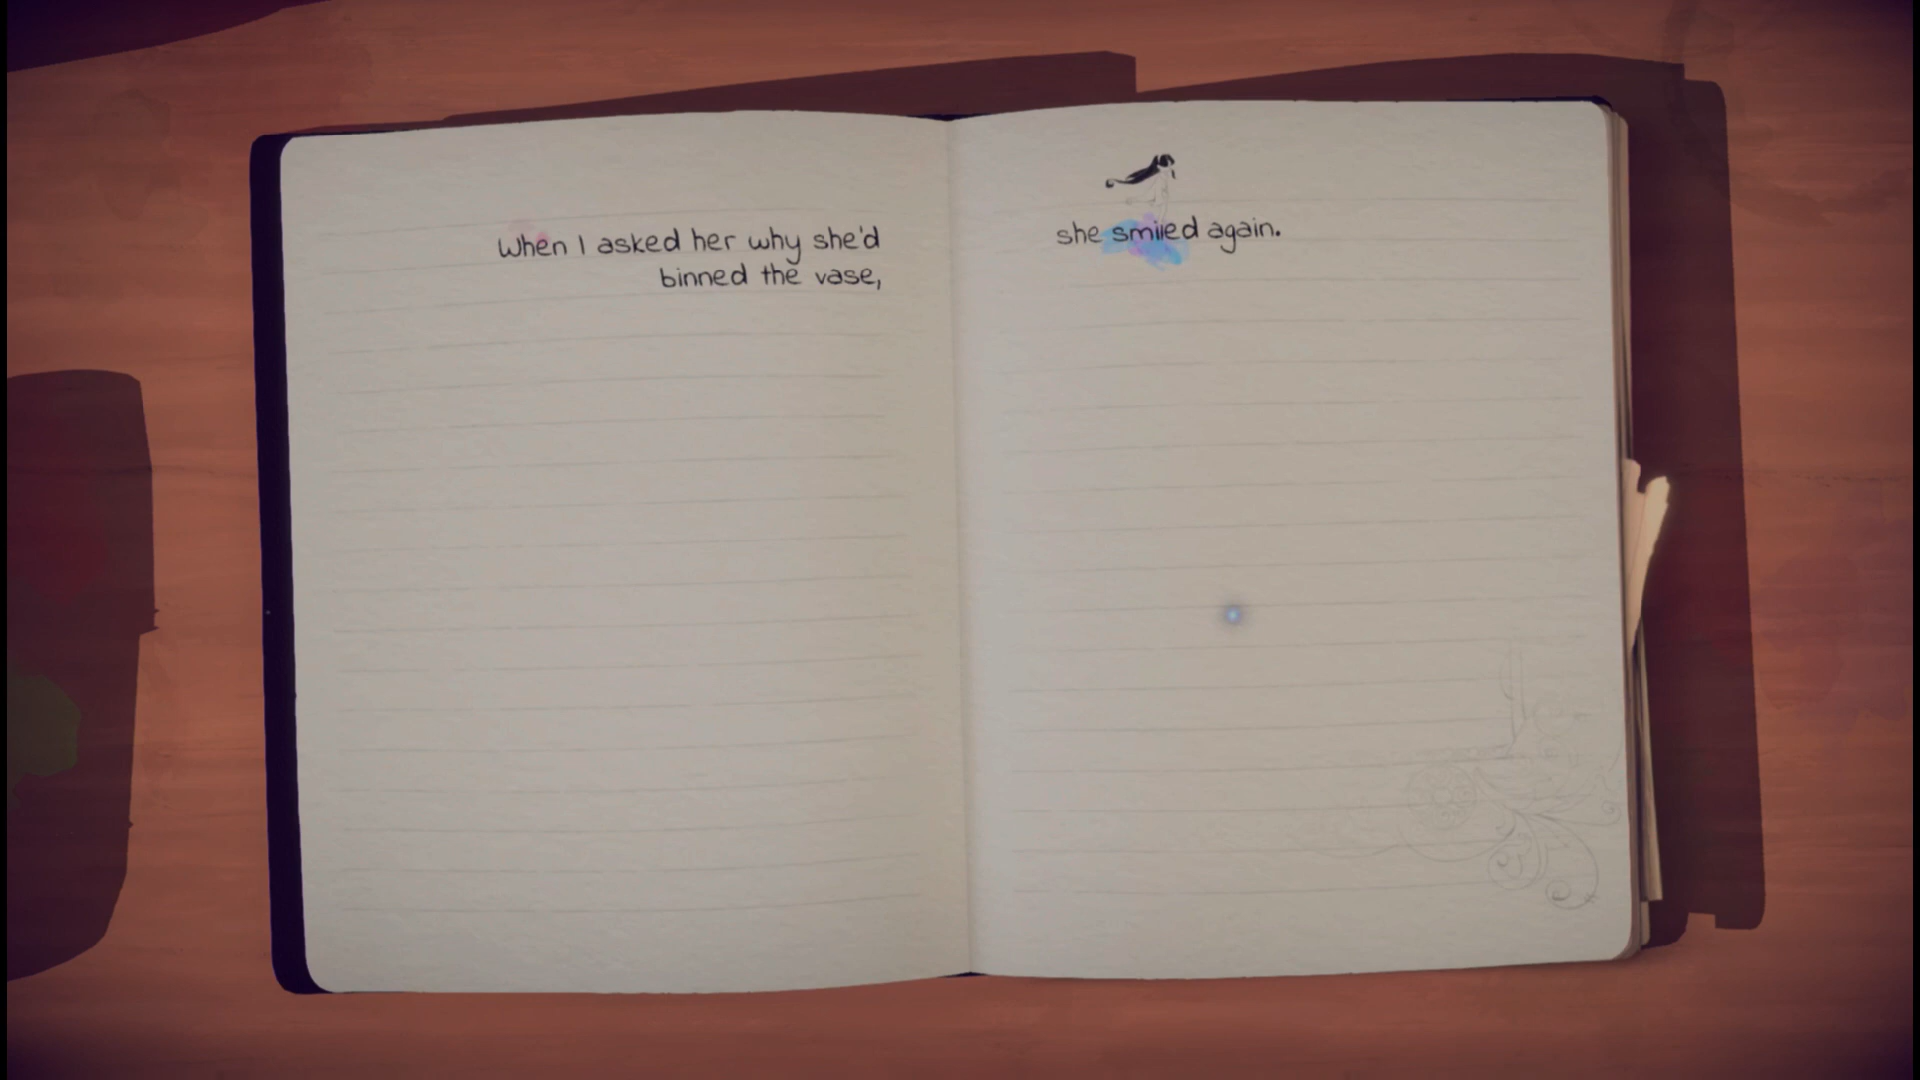 When I asked her why she'd
binned the vase,
she smiled again.